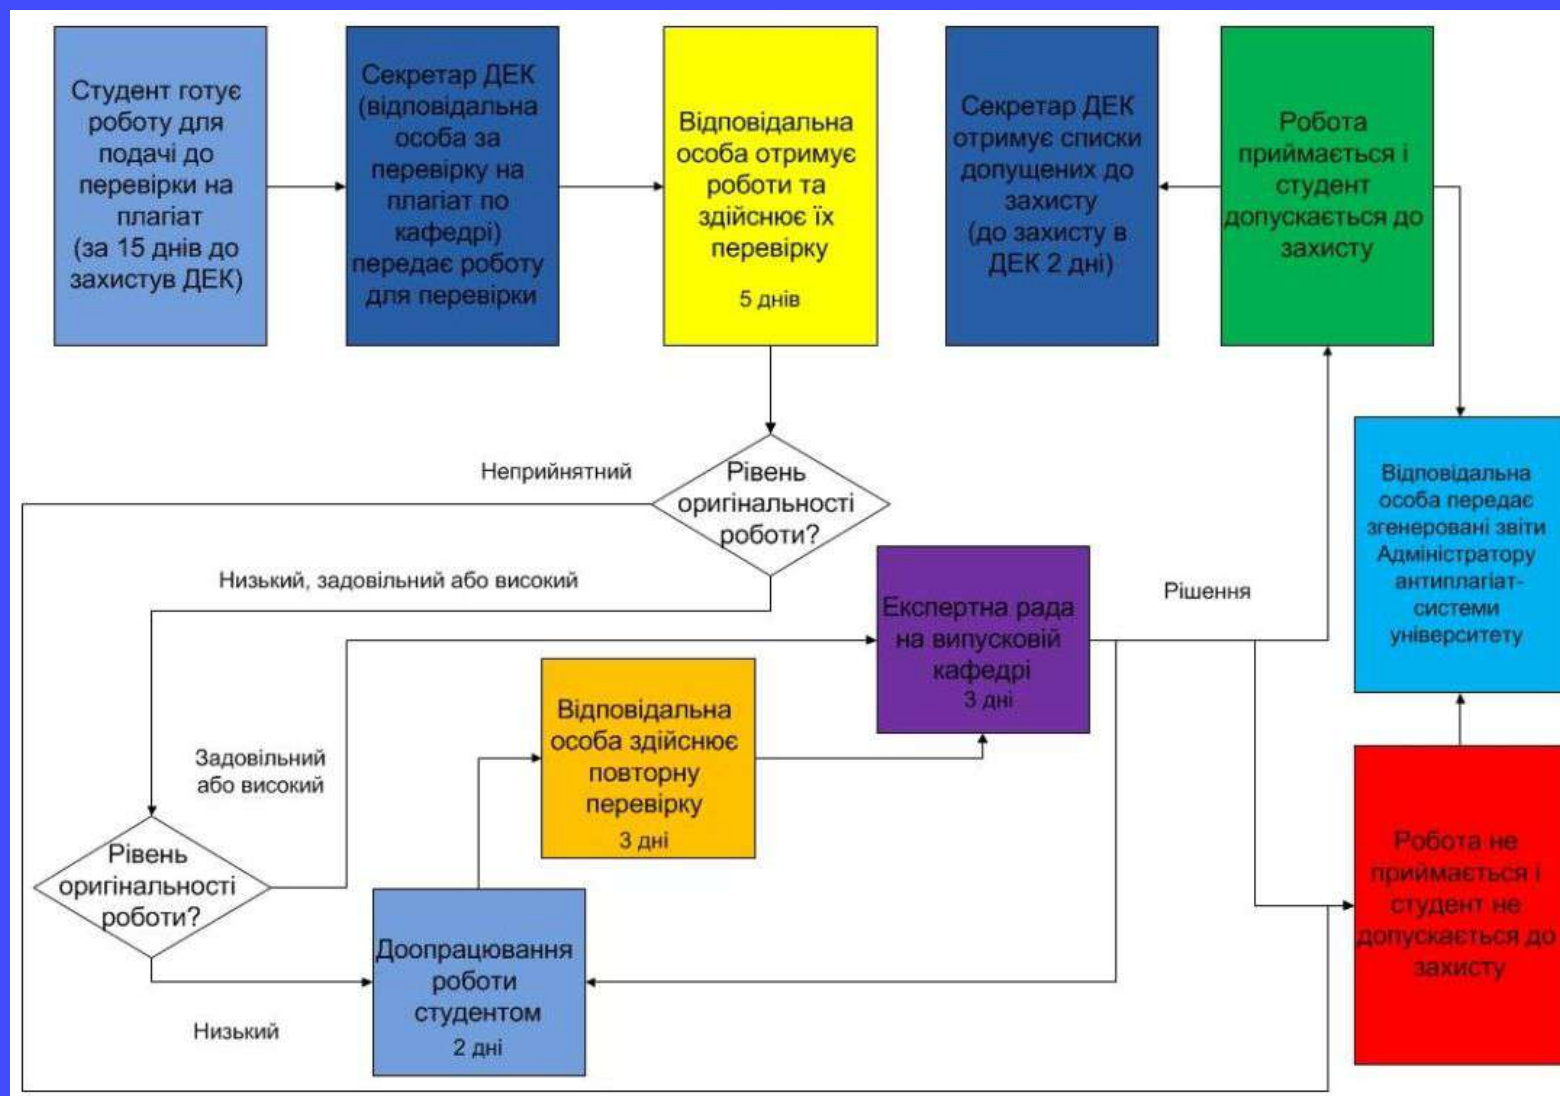 Студент готує
роботу для
подачі до
перевірки на
плагіат
(за 15 днів до
захистув ДЕК)
Секретар ДЕК
(відповідальна
особа за
перевірку на
плагіат по
кафедрі)
передає роботу
для перевірки
Відповідальна
особа отримує
роботи та
здійснює їх
перевірку
5 днів
Секретар ДЕК
отримує списки
допущених до
захисту
(до захисту в
ДЕК 2 дні)
Робота
приймається і
студент
допускається до
захисту
Неприйнятний
Рівень
оригінальності
роботи?
Відповідальна
особа передає
згенеровані звіти
Адміністратору
антиплагіат-
системи
університету
Низький, задовільний або високий
Експертна рада
на випусковій
кафедрі
3 дні
Рішення
Відповідальна
особа здійснює
повторну
перевірку
3 дні
Задовільний
або високий
Рівень
оригінальності
роботи?
Робота не
приймається і
студент не
допускається до
захисту
Доопрацювання
роботи
студентом
2 дні
Низький